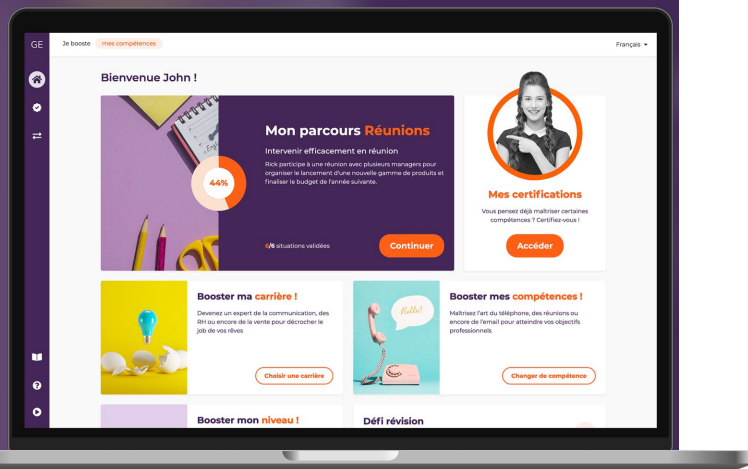 GE
Je booste mes compétences
Français
Bienvenue John !
Mon parcours Réunions
Intervenir efficacement en réunion
Rick participe à une réunion avec plusieurs managers pour
organiser le lancement d'une nouvelle gamme de produits et
finaliser le budget de l'année suivante.
44%
/6 situations validées
Continuer
Mes certifications
Vous pensez déjà maîtriser certaines
compétences ? Certifiez-vous !
Accéder
Booster ma carrière !
Devenez un expert de la communication, des
RH ou encore de la vente pour décrocher le
job de vos rêves
Choisir une carrière
Hello!
Booster mes compétences !
Maîtrisez l'art du téléphone, des réunions ou
encore de l'email pour atteindre vos objectifs
professionnels
Changer de compétence
Booster mon niveau !
Défi révision